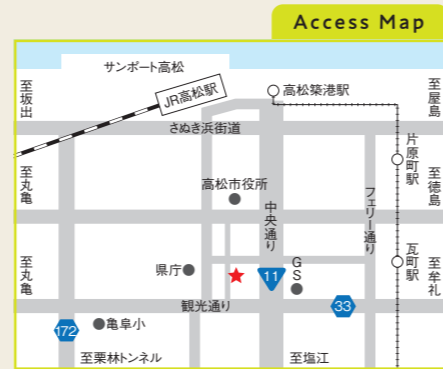 Access Map
サンポート高松
JR高松駅
高松築港駅
至坂出
至屋島
さぬき浜街道
片原町駅
至丸亀
至徳島
高松市役所
中央通り
フェリー通り
瓦町駅
至丸亀
県庁
11
GS
至牟礼
観光通り
33
172
亀阜小
至栗林トンネル
至塩江